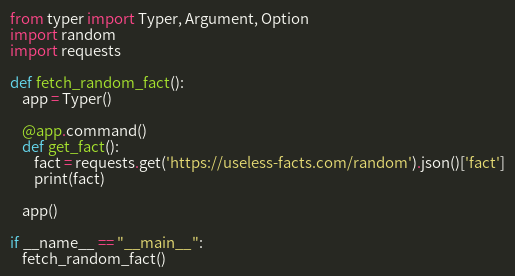 from typer import Typer, Argument, Option
import random
import requests

def fetch_random_fact():
    app = Typer()

    @app.command()
    def get_fact():
        fact = requests.get('https://useless-facts.com/random').json()['fact']
        print(fact)

    app()

if __name__ == "__main__":
    fetch_random_fact()